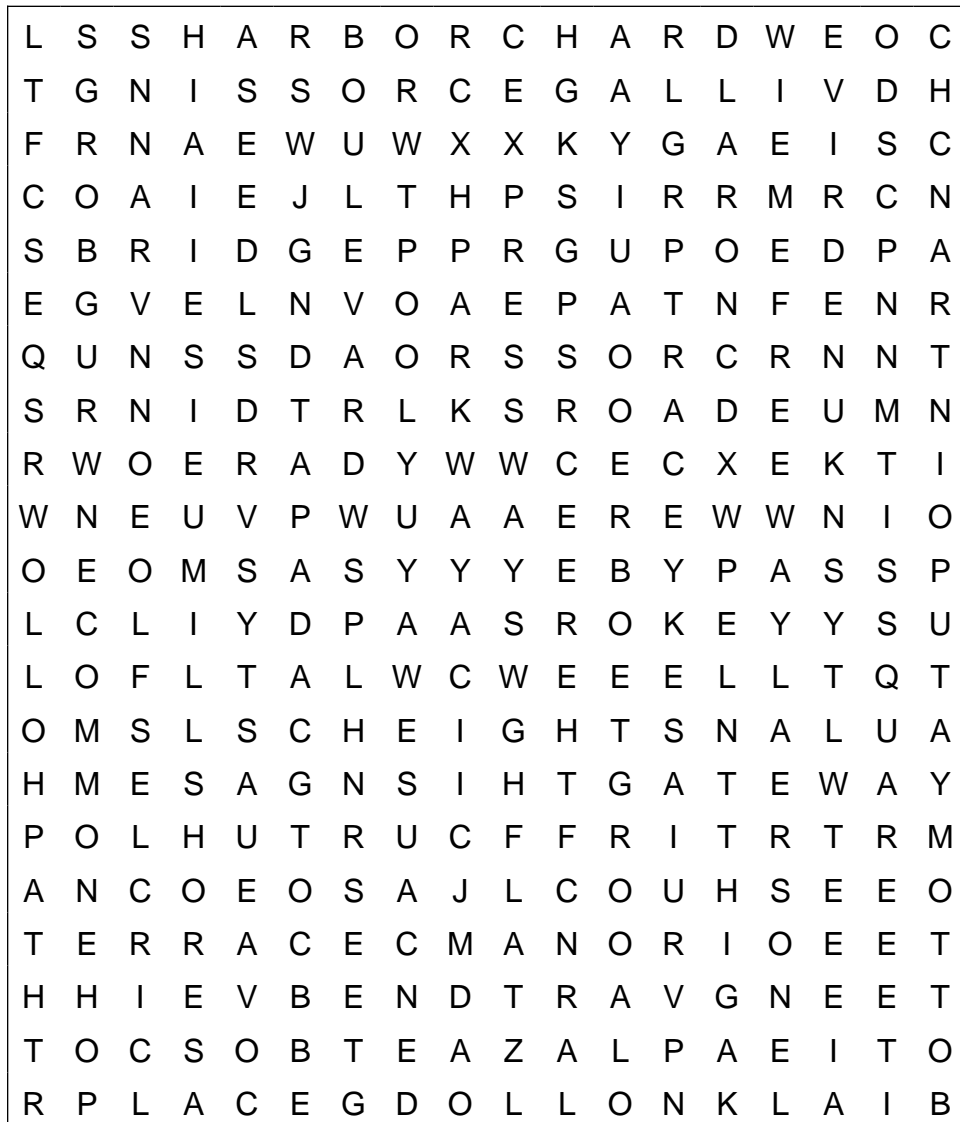 L S S H A R B O R C H A R D W E O C
T G N I S S O R C E G A L L I V D H
F R N A E W U W X X K Y G A E I S C
C O A I E J L T H P S I R R M R C N
S B R I D G E P P R G U P O E D P A
E G V E L N V O A E P A T N F E N R
Q U N S S D A O R S S O R C R N N T
S R N I D T R L K S R O A D E U M N
R W O E R A D Y W W C E C X E K T I
W N E U V P W U A A E R E W W N I O
O E O M S A S Y Y Y E B Y P A S S P
L C L I Y D P A A S R O K E Y Y S U
L O F L T A L W C W E E E L L T Q T
O M S L S C H E I G H T S N A L U A
H M E S A G N S I H T G A T E W A Y
P O L H U T R U C F F R I T R T R M
A N C O E O S A J L C O U H S E E O
T E R R A C E C M A N O R I O E E T
H H I E V B E N D T R A V G N E E T
T O C S O B T E A Z A L P A E I T O
R P L A C E G D O L L O N K L A I B